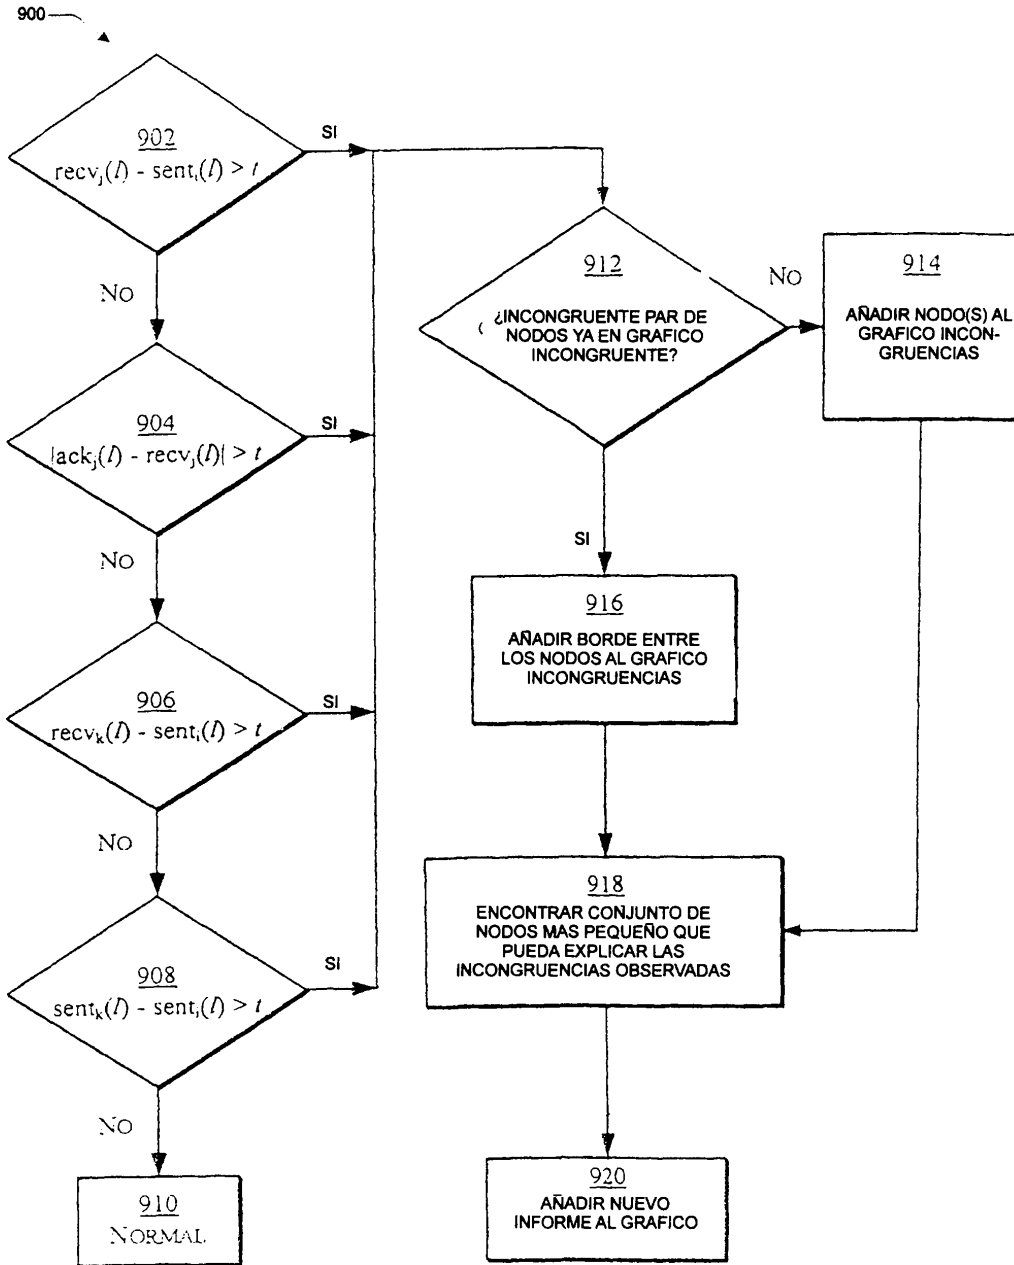 900
902
recvj(l) - senti(l) > t
SI
NO
904
|ackj(l) - recvj(l)| > t
SI
NO
906
recvk(l) - senti(l) > t
SI
NO
908
sentk(l) - senti(l) > t
SI
NO
910
NORMAL
912
¿INCONGRUENTE PAR DE
NODOS YA EN GRAFICO
INCONGRUENTE?
NO
SI
914
AÑADIR NODO(S) AL
GRAFICO INCON-
GRUENCIAS
916
AÑADIR BORDE ENTRE
LOS NODOS AL GRAFICO
INCONGRUENCIAS
918
ENCONTRAR CONJUNTO DE
NODOS MAS PEQUEÑO QUE
PUEDA EXPLICAR LAS
INCONGRUENCIAS OBSERVADAS
920
AÑADIR NUEVO
INFORME AL GRAFICO